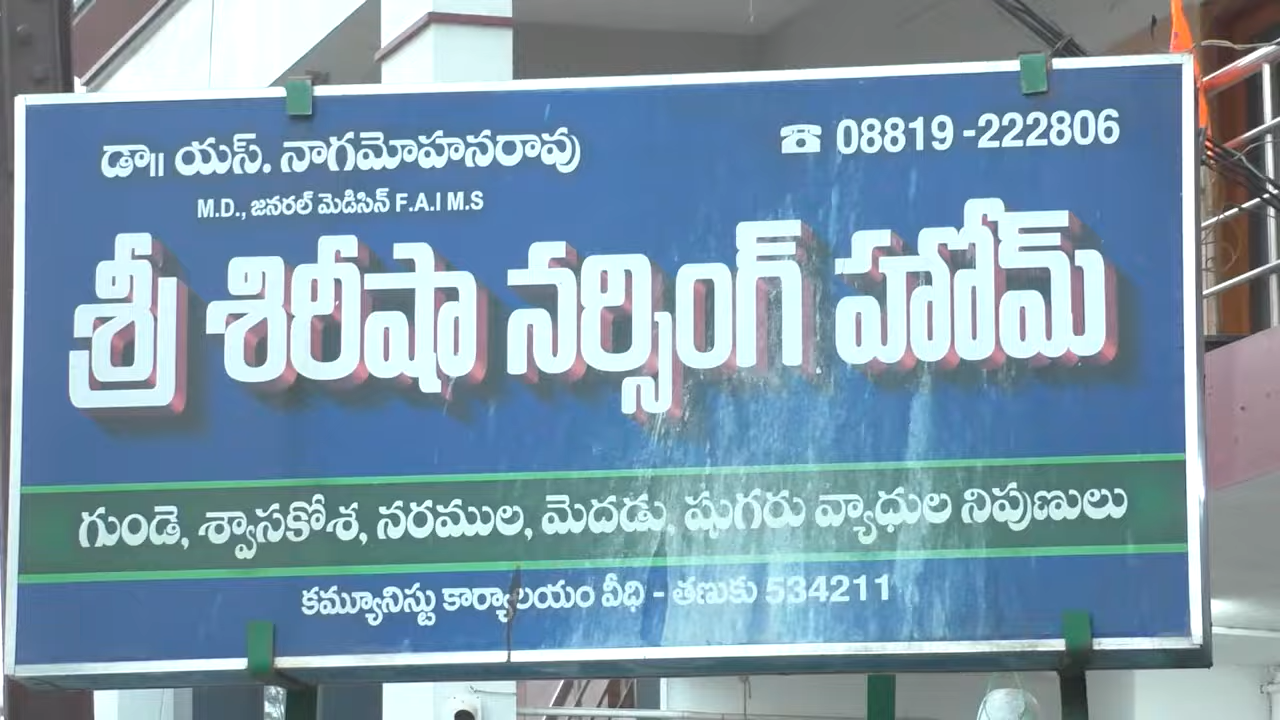 డా॥ యస్. నాగమోహనరావు
☎ 08819 -222806
M.D., జనరల్ మెడిసిన్ F.A.I M.S
శ్రీ శిరీషా నర్సింగ్ హోమ్
గుండె, శ్వాసకోశ, నరముల, మెదడు, షుగరు వ్యాధుల నిపుణులు
కమ్యూనిస్టు కార్యాలయం వీధి - తణుకు 534211